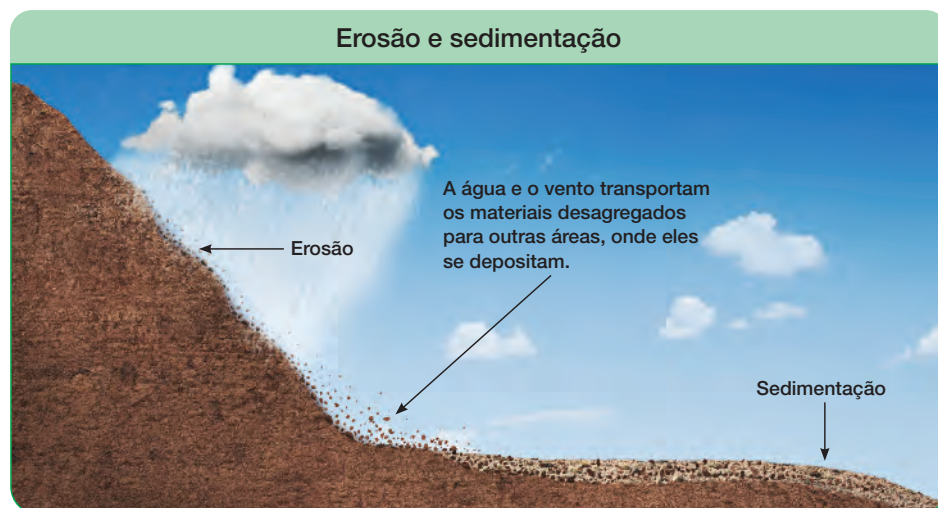 Erosão e sedimentação
A água e o vento transportam
os materiais desagregados
para outras áreas, onde eles
se depositam.
Erosão
Sedimentação